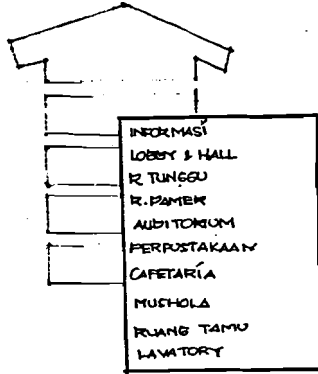 INFORMASI
LOBBY & HALL
R TUNGGU
R. PAMER
AUDITORIUM
PERPUSTAKAAN
CAFETARIA
MUSHOLA
RUANG TAMU
LAVATORY